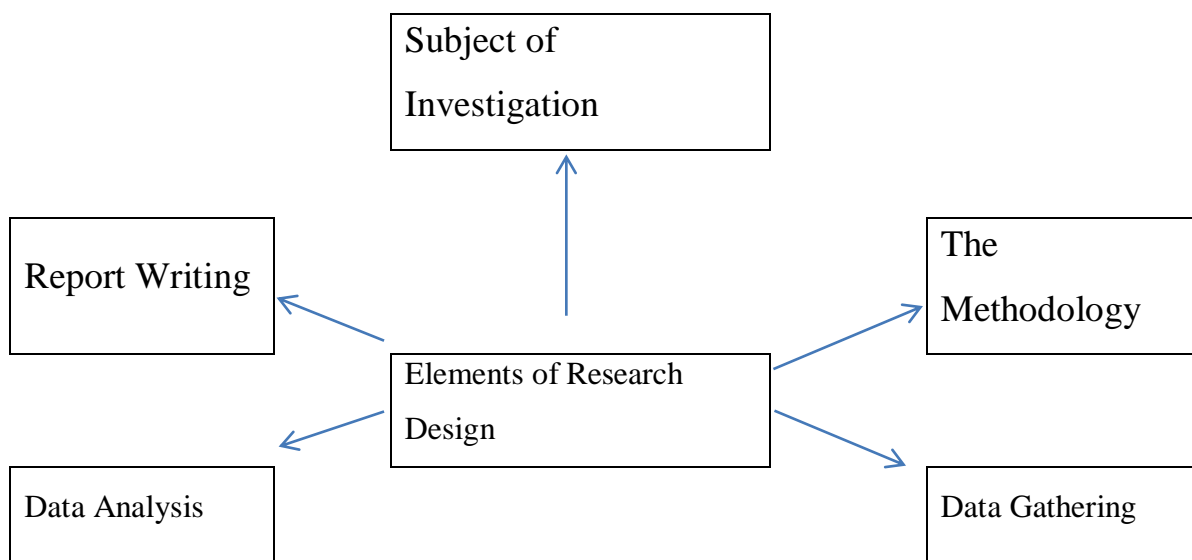 Subject of
Investigation
Report Writing
The
Methodology
Elements of Research
Design
Data Analysis
Data Gathering